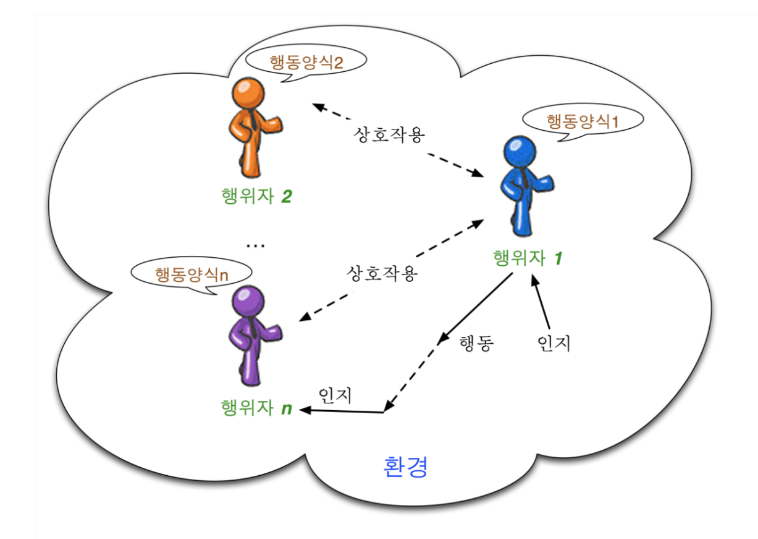 행동양식2
행동양식1
상호작용
행위자 2
...
행위자 1
행동양식n
상호작용
행동
인지
인지
행위자 n
환경